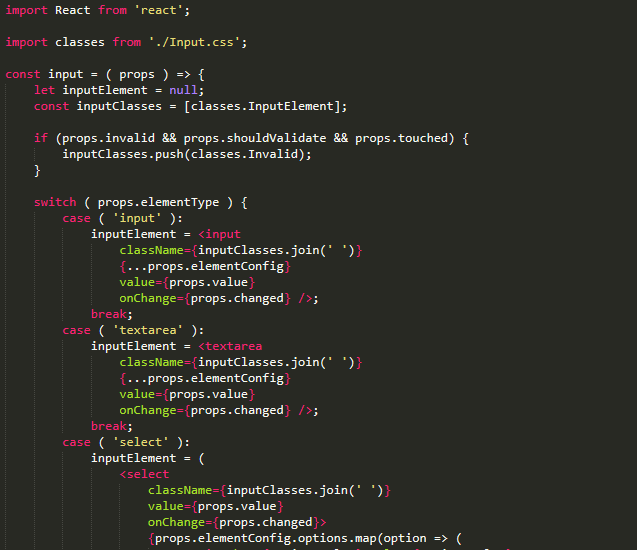 import React from 'react';
import classes from './Input.css';
const input = ( props ) => {
let inputElement = null;
const inputClasses = [classes.InputElement];
if (props.invalid && props.shouldValidate && props.touched) {
inputClasses.push(classes.Invalid);
}
switch ( props.elementType ) {
case ( 'input' ):
inputElement = <input
className={inputClasses.join(' ')}
{...props.elementConfig}
value={props.value}
onChange={props.changed} />;
break;
case ( 'textarea' ):
inputElement = <textarea
className={inputClasses.join(' ')}
{...props.elementConfig}
value={props.value}
onChange={props.changed} />;
break;
case ( 'select' ):
inputElement = (
<select
className={inputClasses.join(' ')}
value={props.value}
onChange={props.changed}>
{props.elementConfig.options.map(option => (